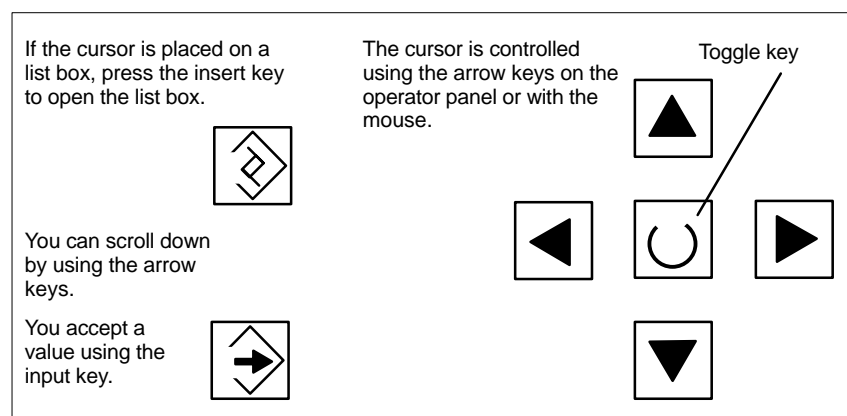 If the cursor is placed on a
list box, press the insert key
to open the list box.
The cursor is controlled
using the arrow keys on the
operator panel or with the
mouse.
Toggle key
You can scroll down
by using the arrow
keys.
You accept a
value using the
input key.